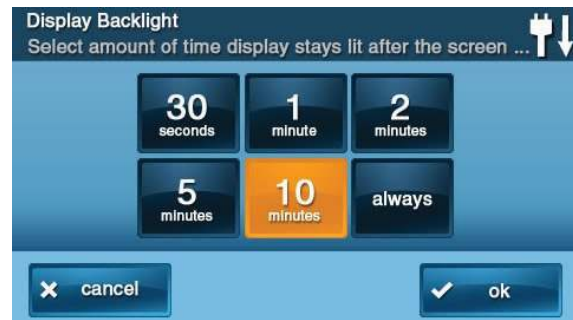 Display Backlight
Select amount of time display stays lit after the screen ...
30
seconds
1
minute
2
minutes
5
minutes
10
minutes
always
cancel
ok